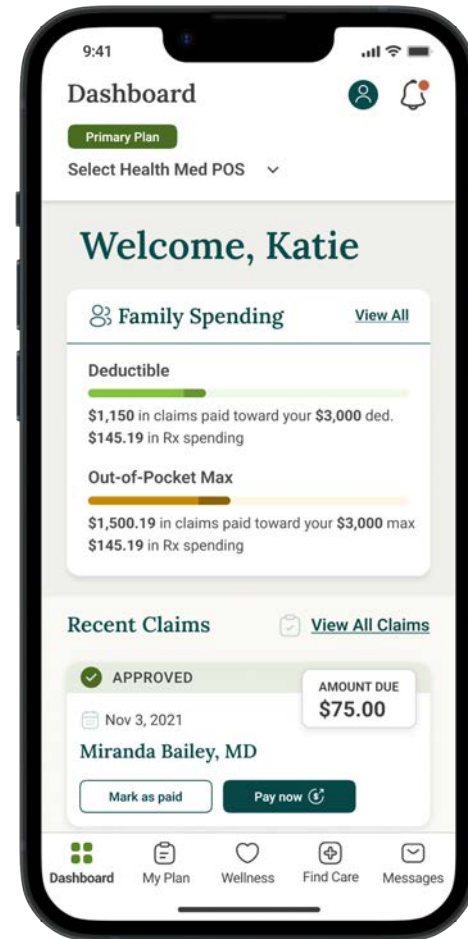 9:41
Dashboard
Primary Plan
Select Health Med POS
Welcome, Katie
Family Spending View All
Deductible
$1,150 in claims paid toward your $3,000 ded.
$145.19 in Rx spending
Out-of-Pocket Max
$1,500.19 in claims paid toward your $3,000 max
$145.19 in Rx spending
Recent Claims View All Claims
APPROVED
AMOUNT DUE
$75.00
Nov 3, 2021
Miranda Bailey, MD
Mark as paid Pay now
Dashboard My Plan Wellness Find Care Messages